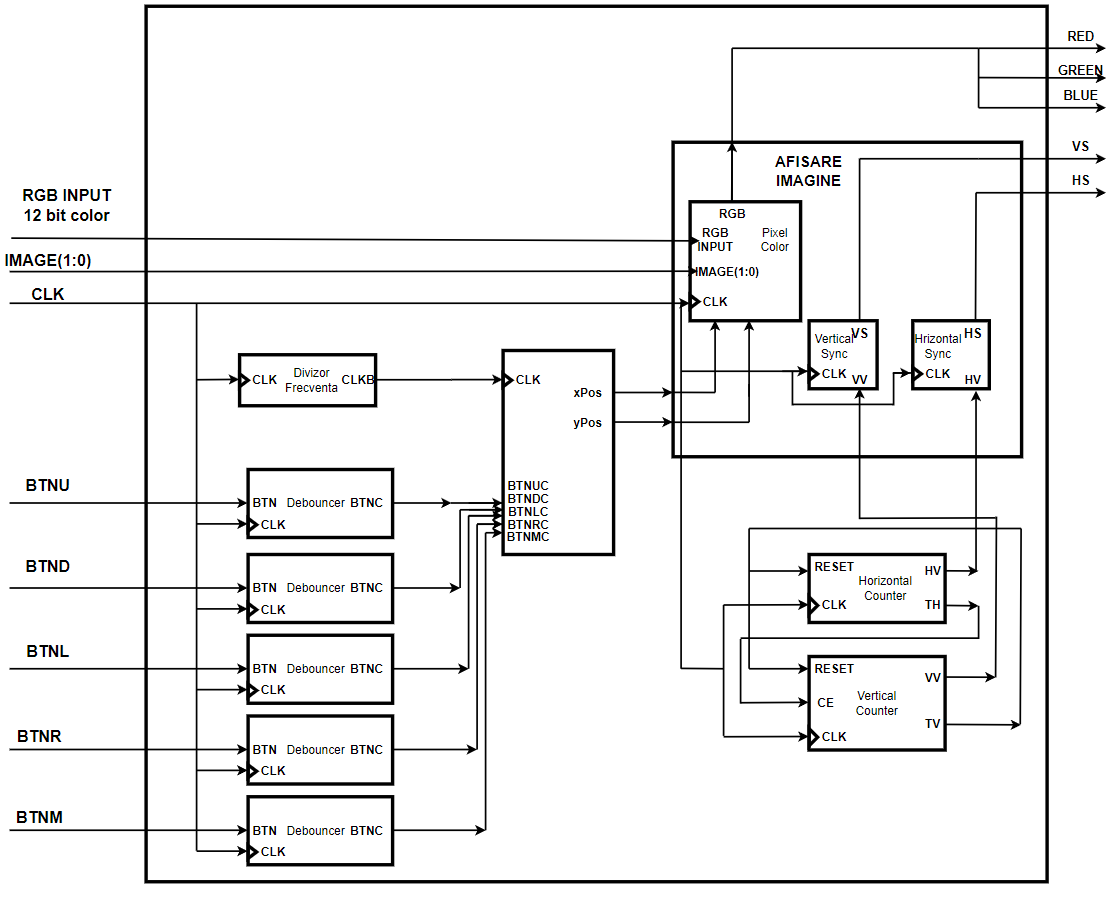 RED
GREEN
BLUE
VS
HS
RGB INPUT
12 bit color
IMAGE(1:0)
CLK
AFISARE
IMAGINE
RGB
RGB
INPUT
Pixel
Color
IMAGE(1:0)
CLK
Vertical
Sync
VS
CLK
VV
Hrizontal
Sync
HS
CLK
HV
CLK
Divizor
Frecventa
CLKB
CLK
xPos
yPos
BTNUC
BTNDC
BTNLC
BTNRC
BTNMC
BTNU
BTN Debouncer BTNC
CLK
BTND
BTN Debouncer BTNC
CLK
BTNL
BTN Debouncer BTNC
CLK
BTNR
BTN Debouncer BTNC
CLK
BTNM
BTN Debouncer BTNC
CLK
RESET
HV
Horizontal
Counter
CLK
TH
RESET
VV
Vertical
Counter
CE
TV
CLK